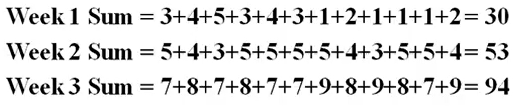 Week 1 Sum = 3+4+5+3+4+3+1+2+1+1+1+2= 30
Week 2 Sum = 5+4+3+5+5+5+5+4+3+5+5+4= 53
Week 3 Sum = 7+8+7+8+7+7+9+8+9+8+7+9= 94